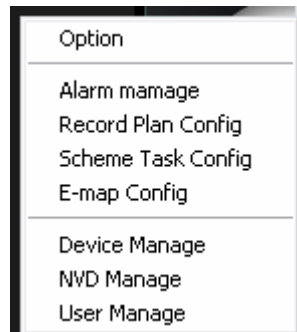 Option
Alarm mamage
Record Plan Config
Scheme Task Config
E-map Config
Device Manage
NVD Manage
User Manage